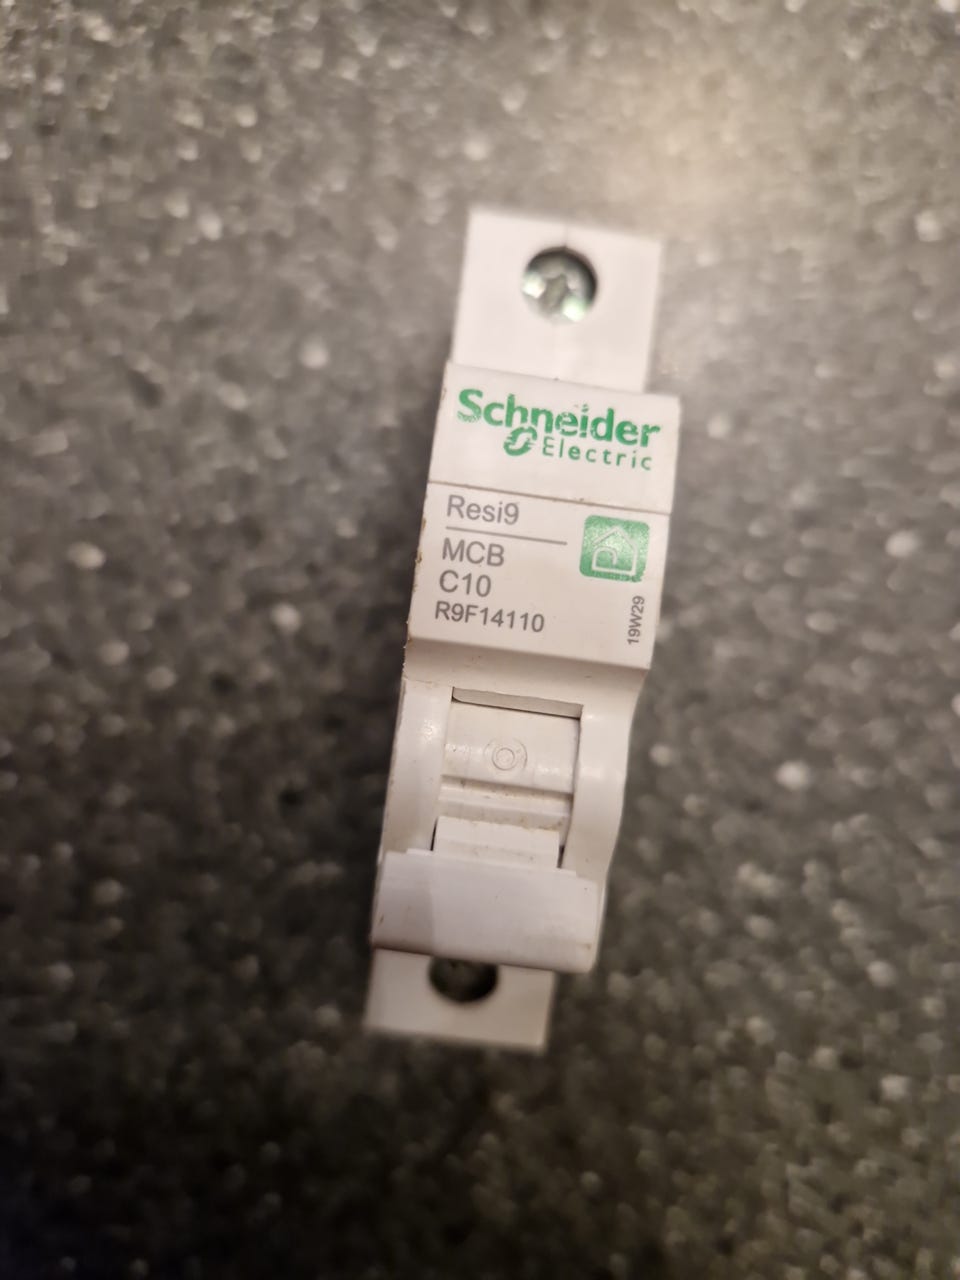 Schneider
Electric
Resi9
MCB
C10
R9F14110
19W29